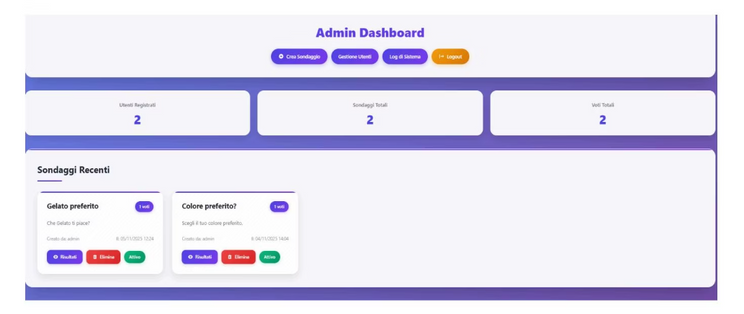 Admin Dashboard
Crea Sondaggio Gestione Utenti Log di Sistema Logout
Utenti Registrati Sondaggi Totali Voti Totali
2 2 2
Sondaggi Recenti
Gelato preferito 1 voti Colore preferito? 1 voti
Che Gelato ti piace? Scegli il tuo colore preferito.
Creato da: admin Il: 05/11/2025 12:24 Creato da: admin Il: 04/11/2025 14:04
Risultati Elimina Attivo Risultati Elimina Attivo